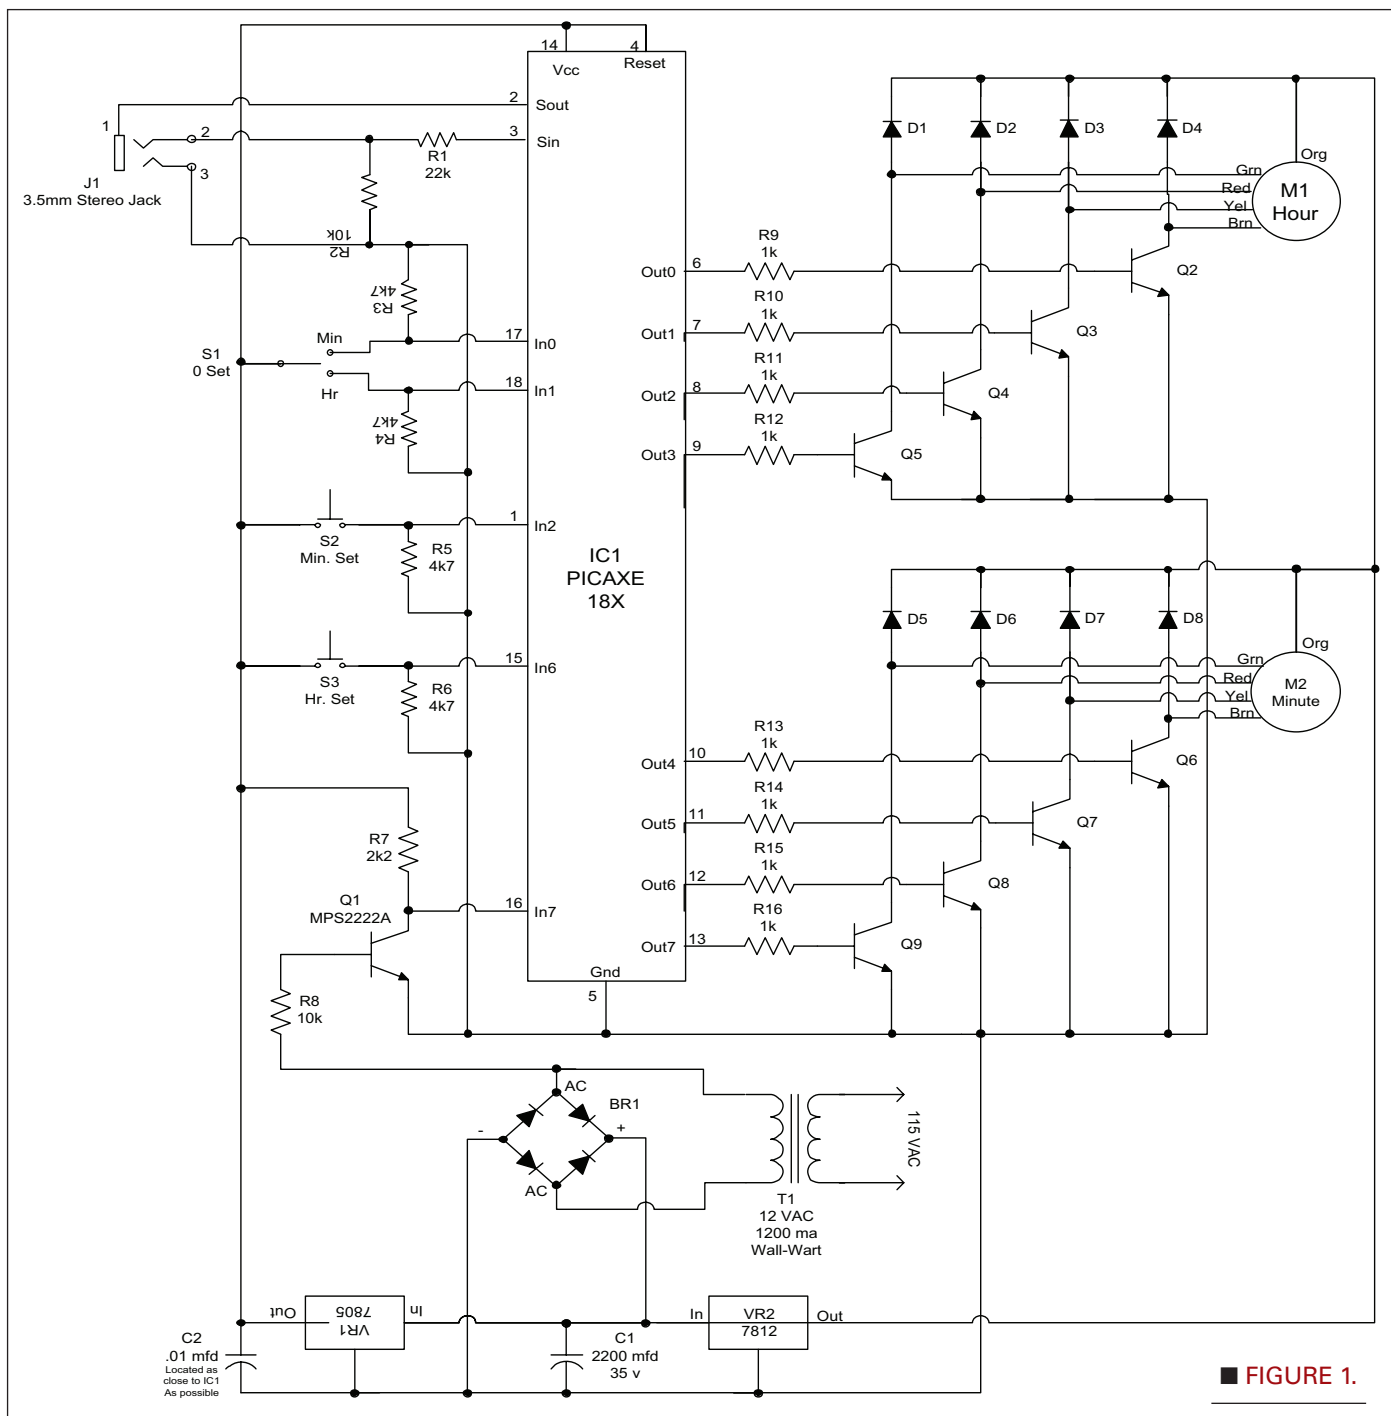 14
Vcc
4
Reset
2
Sout
3
Sin
1
2
3
J1
3.5mm Stereo Jack
R1
22k
R2
10k
R3
4k7
S1
0 Set
Min
Hr
17
In0
18
In1
R4
4k7
S2
Min. Set
1
In2
R5
4k7
S3
Hr. Set
15
In6
R6
4k7
R7
2k2
Q1
MPS2222A
16
In7
R8
10k
IC1
PICAXE
18X
Gnd
5
Out0
6
R9
1k
Out1
7
R10
1k
Out2
8
R11
1k
Out3
9
R12
1k
Out4
10
R13
1k
Out5
11
R14
1k
Out6
12
R15
1k
Out7
13
R16
1k
D1
D2
D3
D4
Org
Grn
Red
Yel
Brn
M1
Hour
Q2
Q3
Q4
Q5
D5
D6
D7
D8
Org
Grn
Red
Yel
Brn
M2
Minute
Q6
Q7
Q8
Q9
AC
BR1
-
+
AC
115 VAC
T1
12 VAC
1200 ma
Wall-Wart
Out
VR1
7805
In
C2
.01 mfd
Located as
close to IC1
As possible
C1
2200 mfd
35 v
In
VR2
7812
Out
■ FIGURE 1.